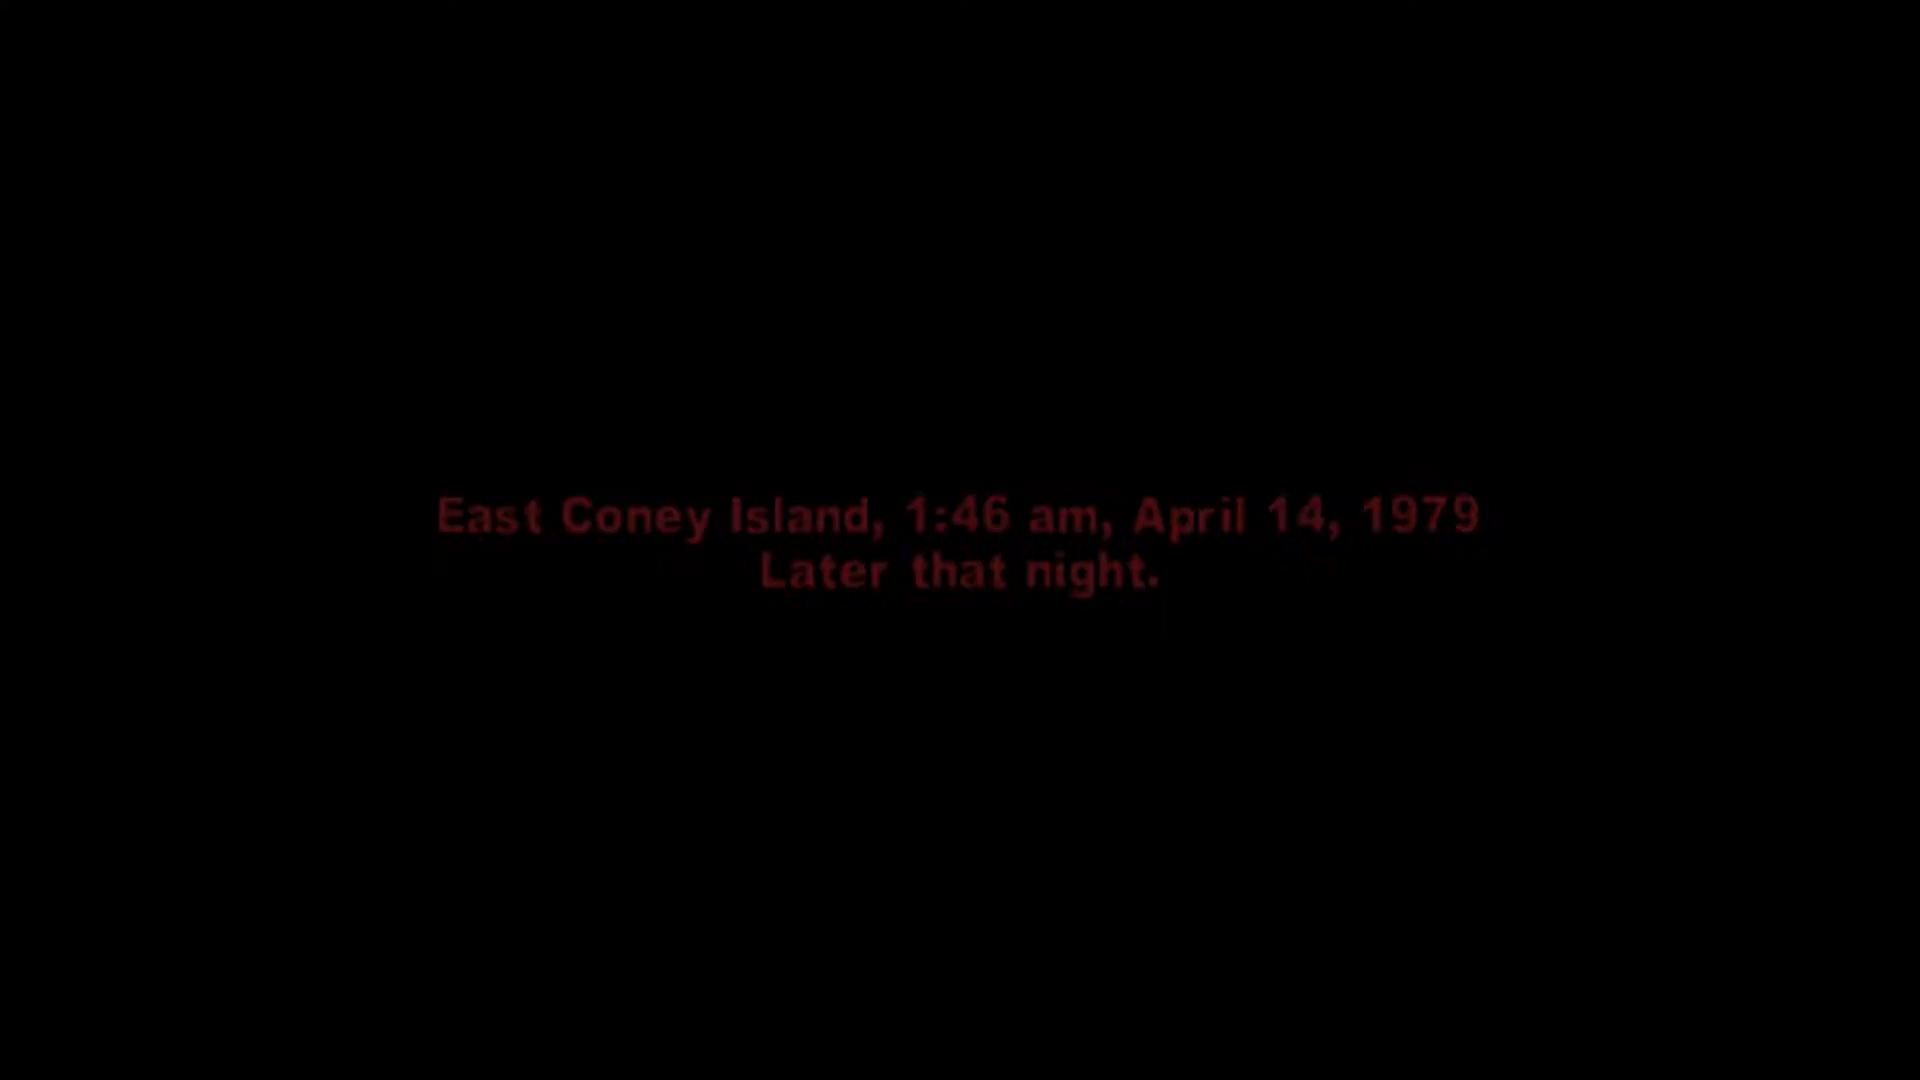 East Coney Island, 1:46 am, April 14, 1979
Later that night.